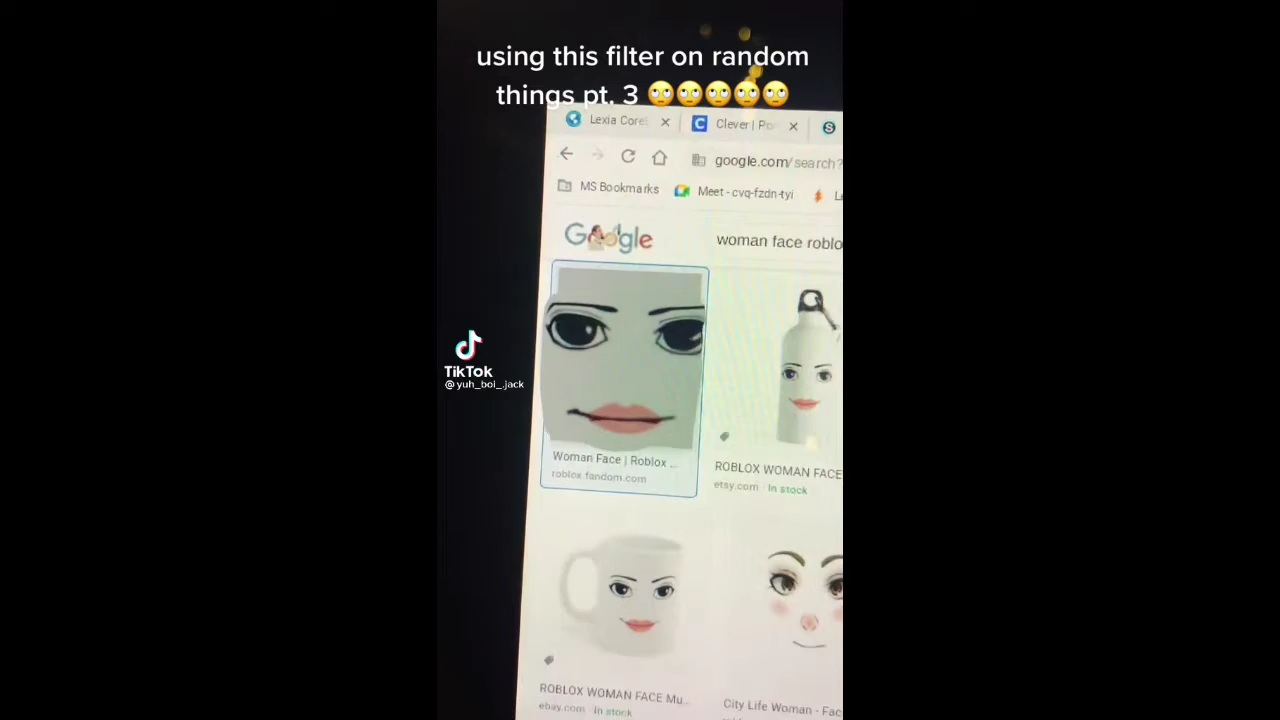 using this filter on random
things pt. 3 🙄🙄🙄🙄🙄
Lexia Core
Clever | Po
google.com/search?
MS Bookmarks
Meet - cvq-fzdn-tyi
Google
woman face roblo
TikTok
@yuh_boi_.jack
Woman Face | Roblox ...
roblox.fandom.com
ROBLOX WOMAN FACE
etsy.com · In stock
ROBLOX WOMAN FACE Mu...
ebay.com · In stock
City Life Woman - Fac